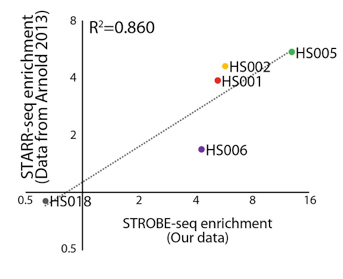 8
R²=0.860
HS005
HS002
HS001
4
STARR-seq enrichment
(Data from Arnold 2013)
2
HS006
HS018
0.5
2
4
8
16
STROBE-seq enrichment
(Our data)
0.5